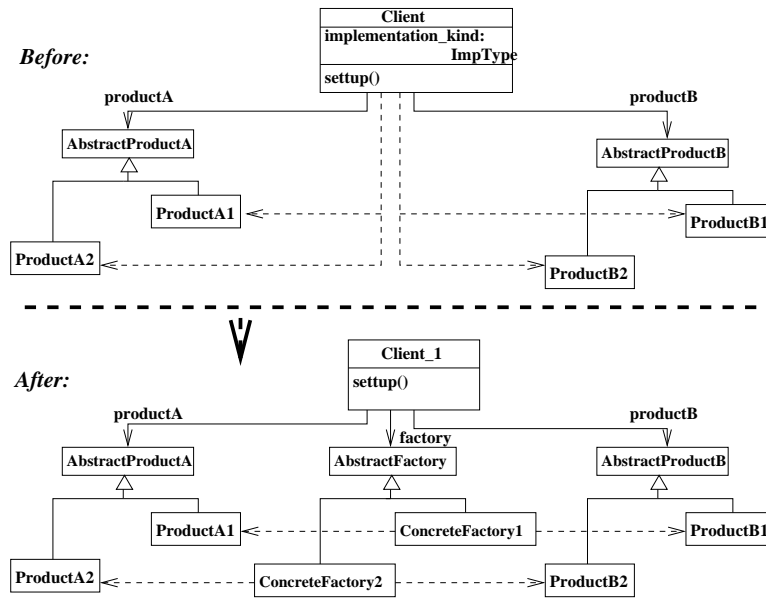 Client
implementation_kind:
ImpType
Before:
settup()
productA
productB
AbstractProductA
AbstractProductB
ProductA1
ProductB1
ProductA2
ProductB2
Client_1
After:
settup()
productA
productB
factory
AbstractProductA
AbstractFactory
AbstractProductB
ProductA1
ConcreteFactory1
ProductB1
ProductA2
ConcreteFactory2
ProductB2